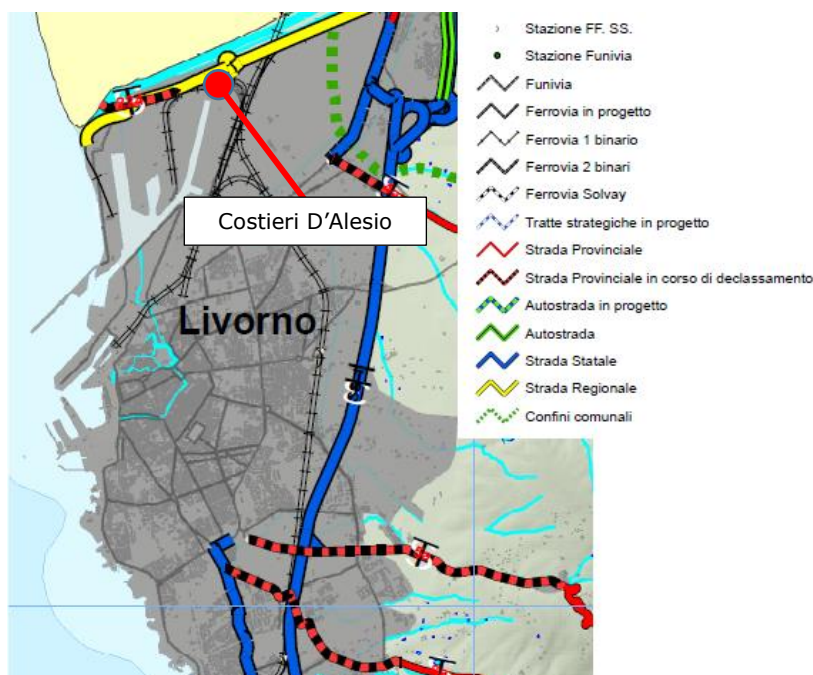 Costieri D'Alesio
Livorno
Stazione FF. SS.
Stazione Funivia
Funivia
Ferrovia in progetto
Ferrovia 1 binario
Ferrovia 2 binari
Ferrovia Solvay
Tratte strategiche in progetto
Strada Provinciale
Strada Provinciale in corso di declassamento
Autostrada in progetto
Autostrada
Strada Statale
Strada Regionale
Confini comunali